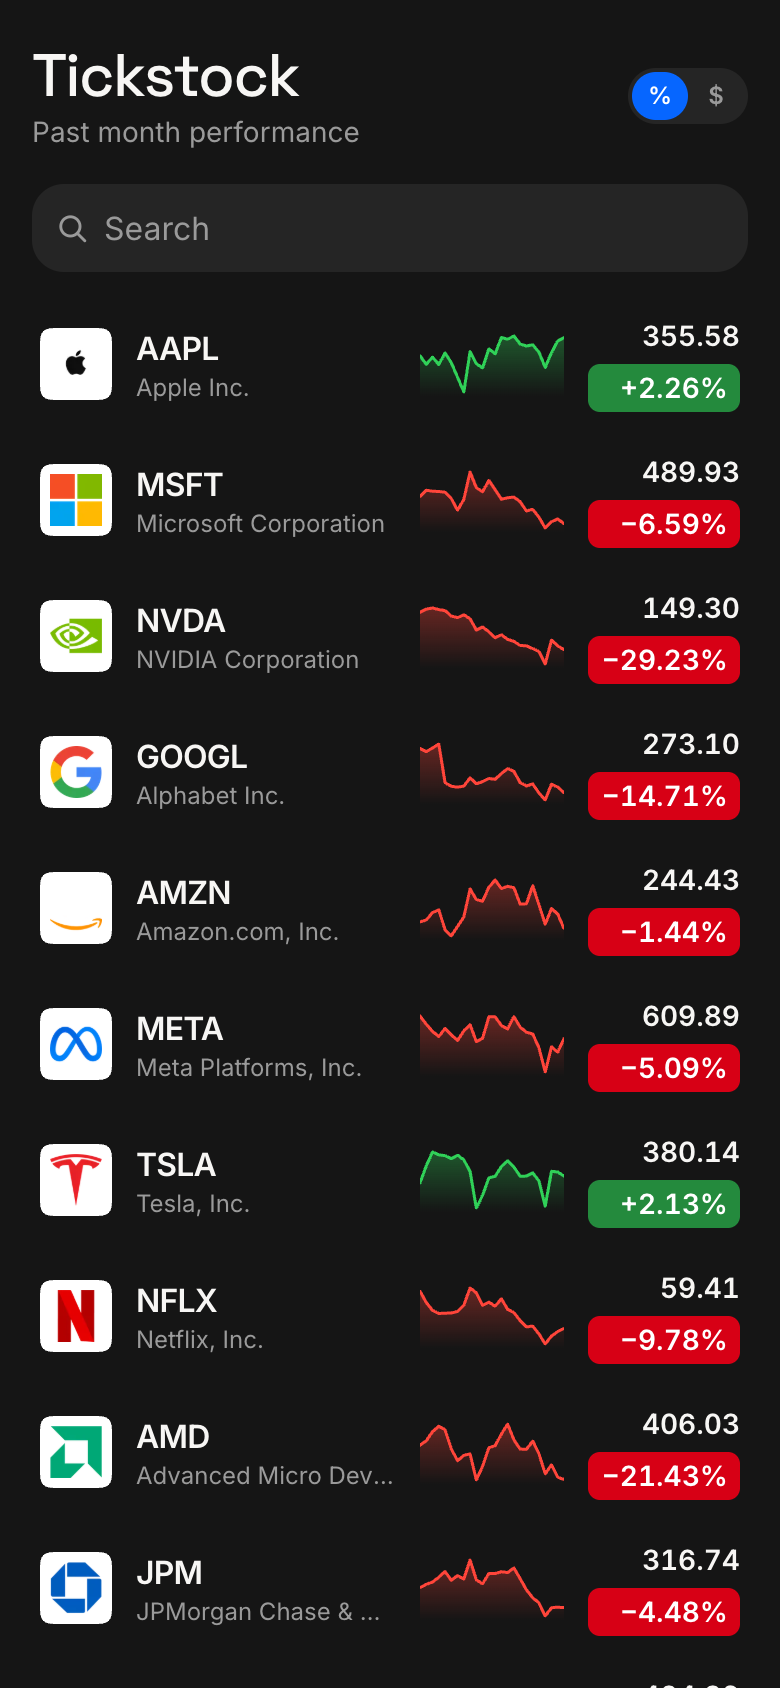 Tickstock
% $
Past month performance
Search
AAPL
Apple Inc.
355.58
+2.26%
MSFT
Microsoft Corporation
489.93
−6.59%
NVDA
NVIDIA Corporation
149.30
−29.23%
GOOGL
Alphabet Inc.
273.10
−14.71%
AMZN
Amazon.com, Inc.
244.43
−1.44%
META
Meta Platforms, Inc.
609.89
−5.09%
TSLA
Tesla, Inc.
380.14
+2.13%
NFLX
Netflix, Inc.
59.41
−9.78%
AMD
Advanced Micro Dev...
406.03
−21.43%
JPM
JPMorgan Chase & ...
316.74
−4.48%